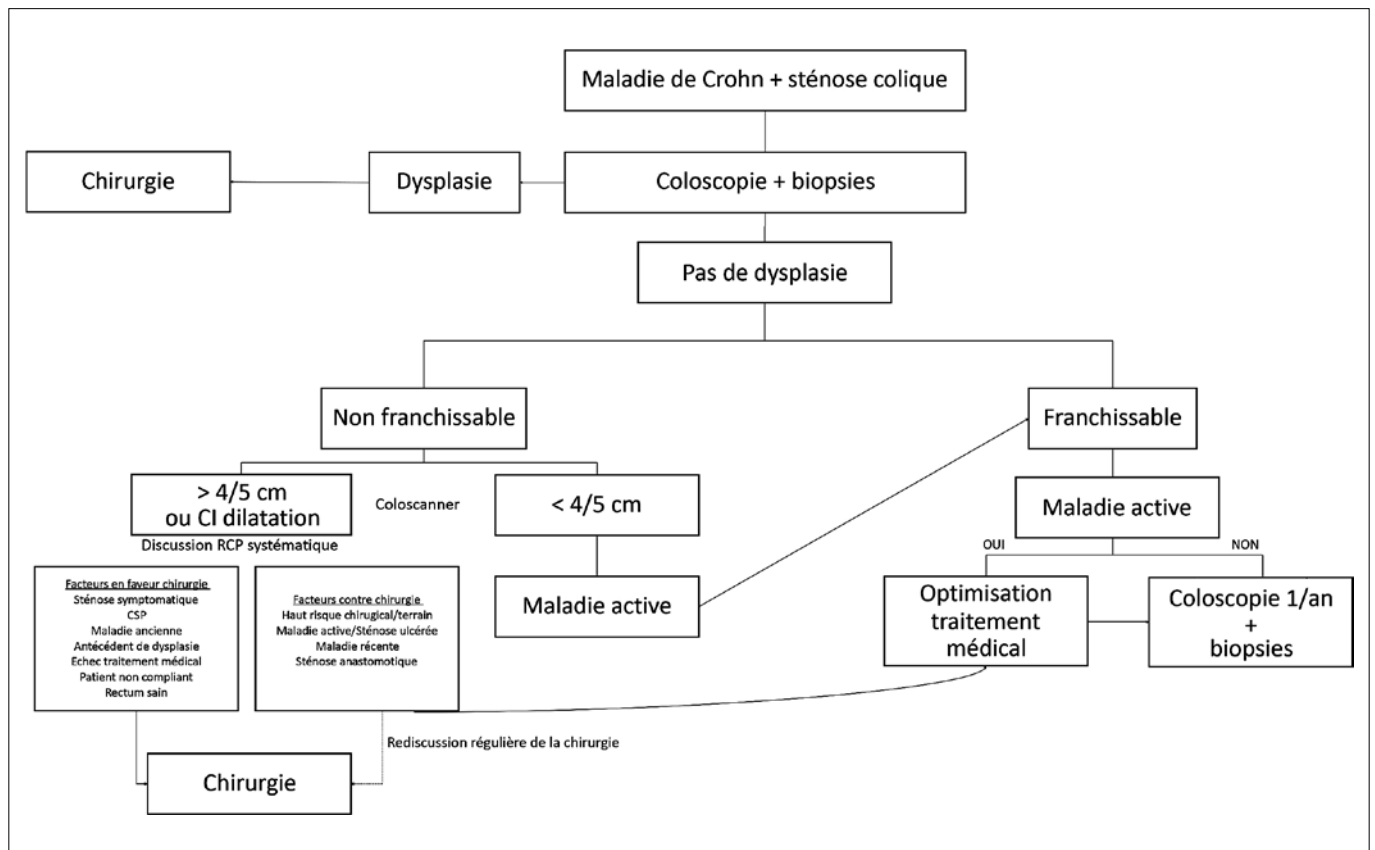 Maladie de Crohn + sténose colique
Chirurgie
Dysplasie
Coloscopie + biopsies
Pas de dysplasie
Non franchissable
Franchissable
> 4/5 cm
ou CI dilatation
Coloscanner
< 4/5 cm
Discussion RCP systématique
Maladie active
OUI
NON
Facteurs en faveur chirurgie
Sténose symptomatique
CSP
Maladie ancienne
Antécédent de dysplasie
Echec traitement médical
Patient non compliant
Rectum sain
Facteurs contre chirurgie
Haut risque chirugical/terrain
Maladie active/Sténose ulcérée
Maladie récente
Sténose anastomotique
Maladie active
Optimisation
traitement
médical
Coloscopie 1/an
+
biopsies
Rediscussion régulière de la chirurgie
Chirurgie